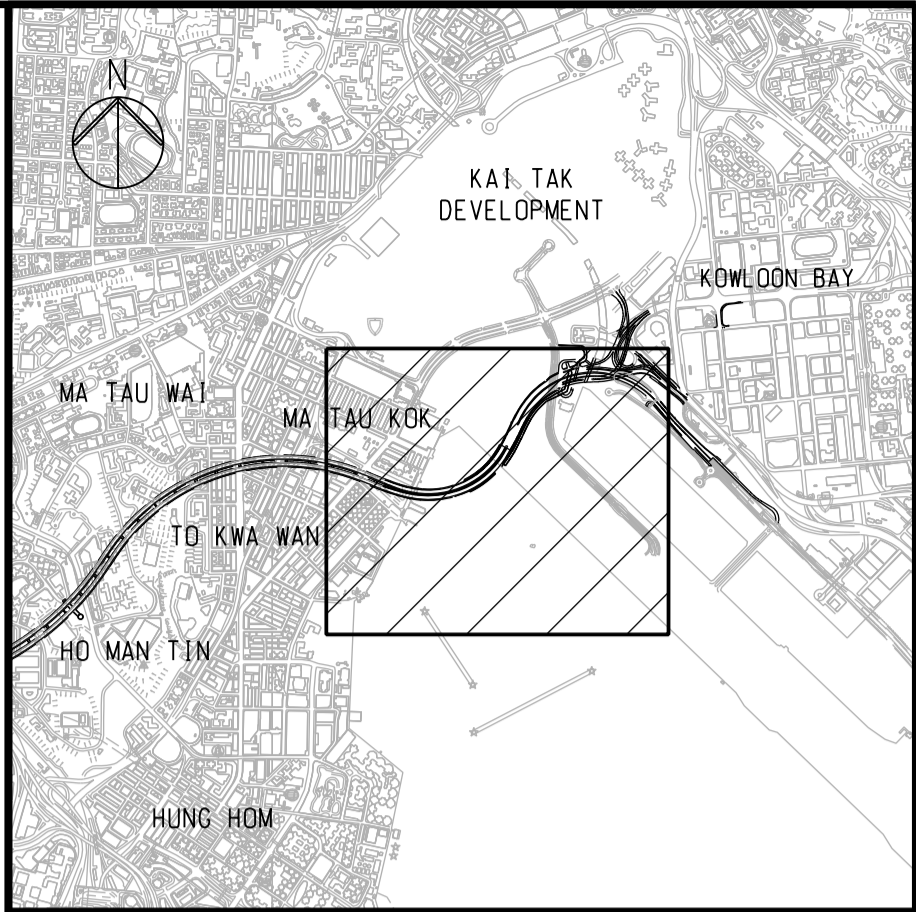 N
KAI TAK
DEVELOPMENT
KOWLOON BAY
MA TAU WAI
MA TAU KOK
TO KWA WAN
HO MAN TIN
HUNG HOM